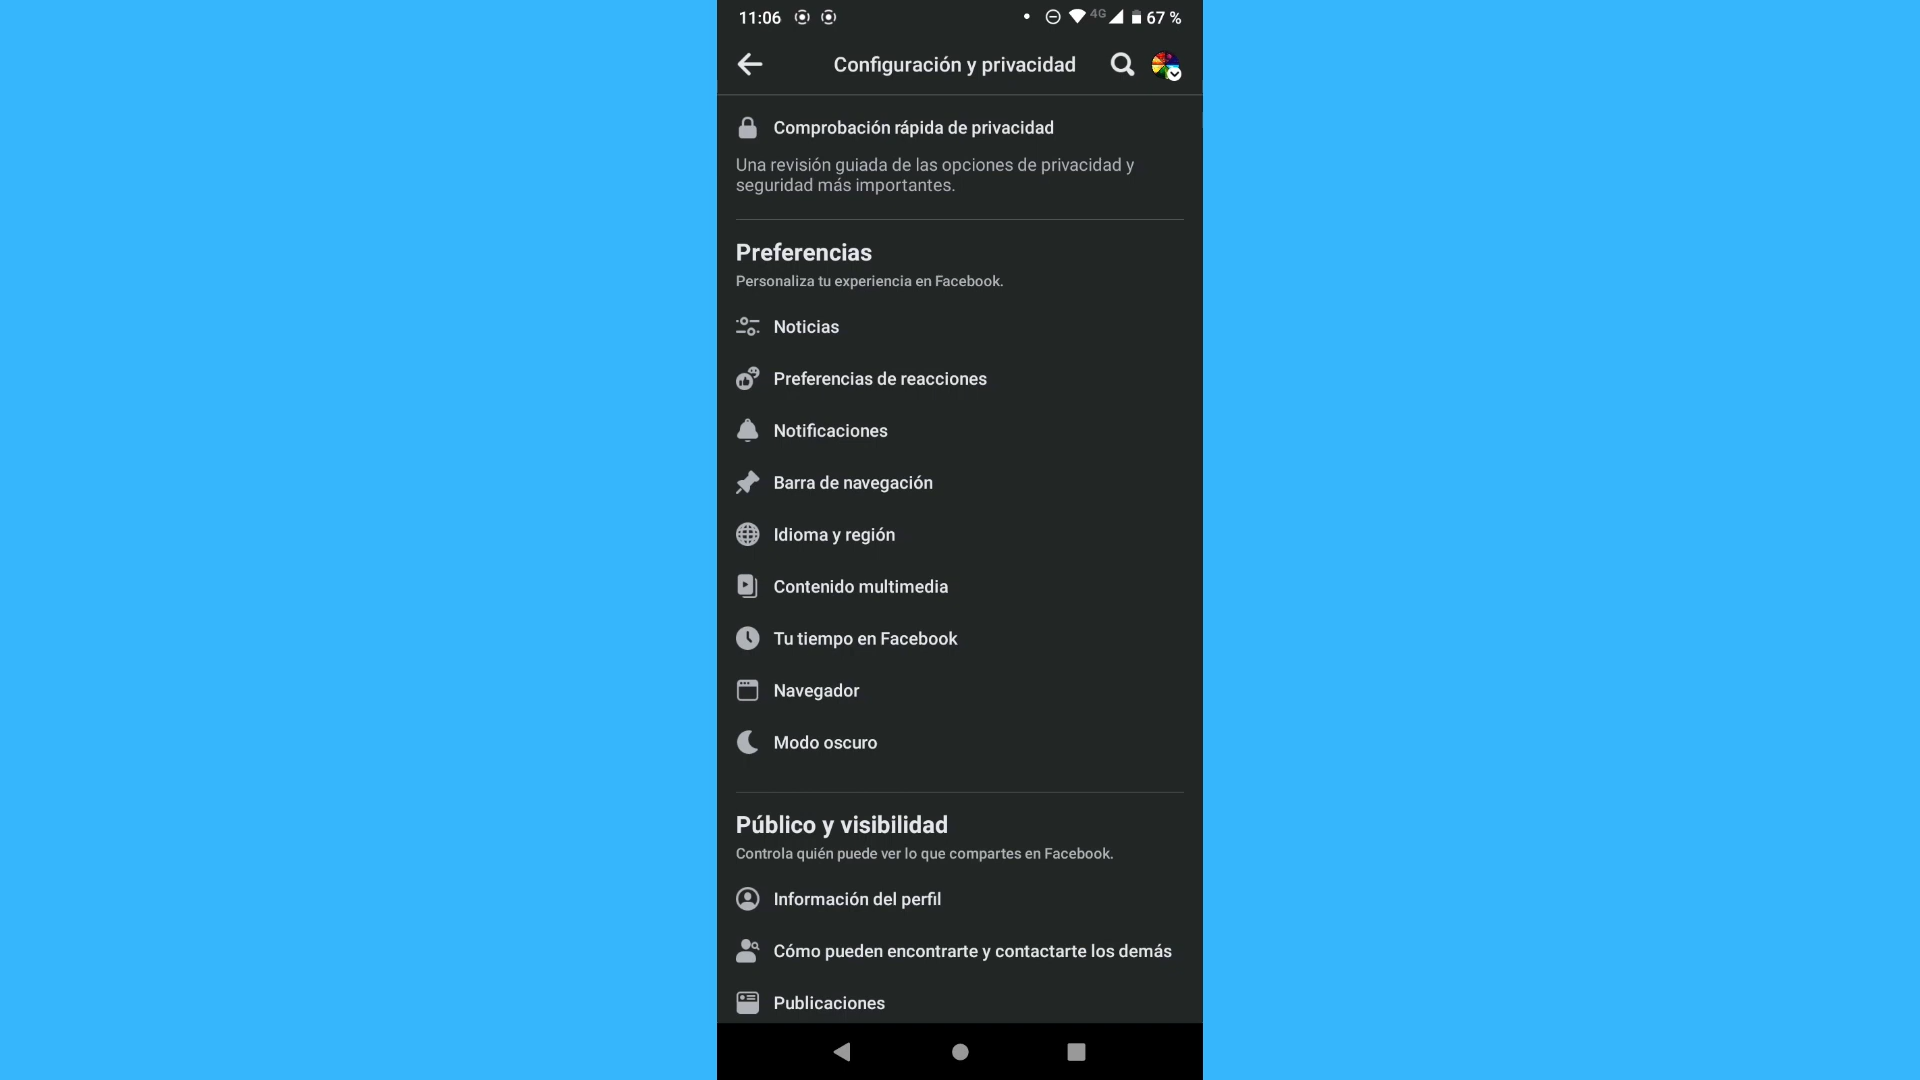 11:06
4G
67 %
Configuración y privacidad
Comprobación rápida de privacidad
Una revisión guiada de las opciones de privacidad y
seguridad más importantes.
Preferencias
Personaliza tu experiencia en Facebook.
Noticias
Preferencias de reacciones
Notificaciones
Barra de navegación
Idioma y región
Contenido multimedia
Tu tiempo en Facebook
Navegador
Modo oscuro
Público y visibilidad
Controla quién puede ver lo que compartes en Facebook.
Información del perfil
Cómo pueden encontrarte y contactarte los demás
Publicaciones